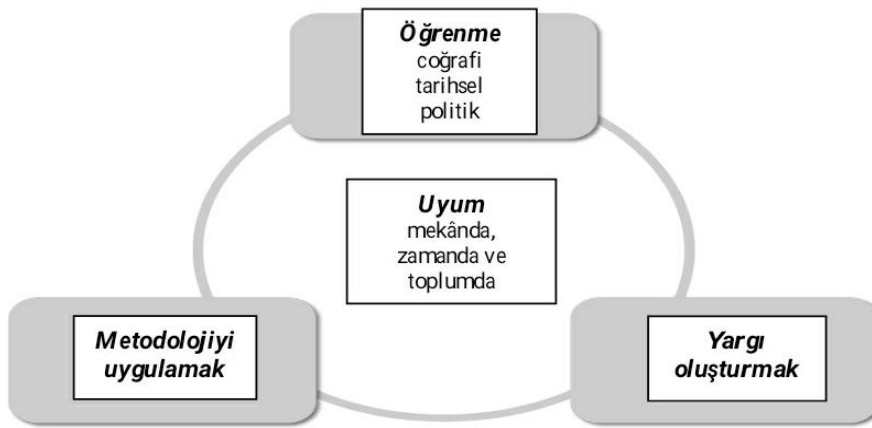 Öğrenme
coğrafi
tarihsel
politik
Uyum
mekânda,
zamanda ve
toplumda
Metodolojiyi
uygulamak
Yargı
oluşturmak